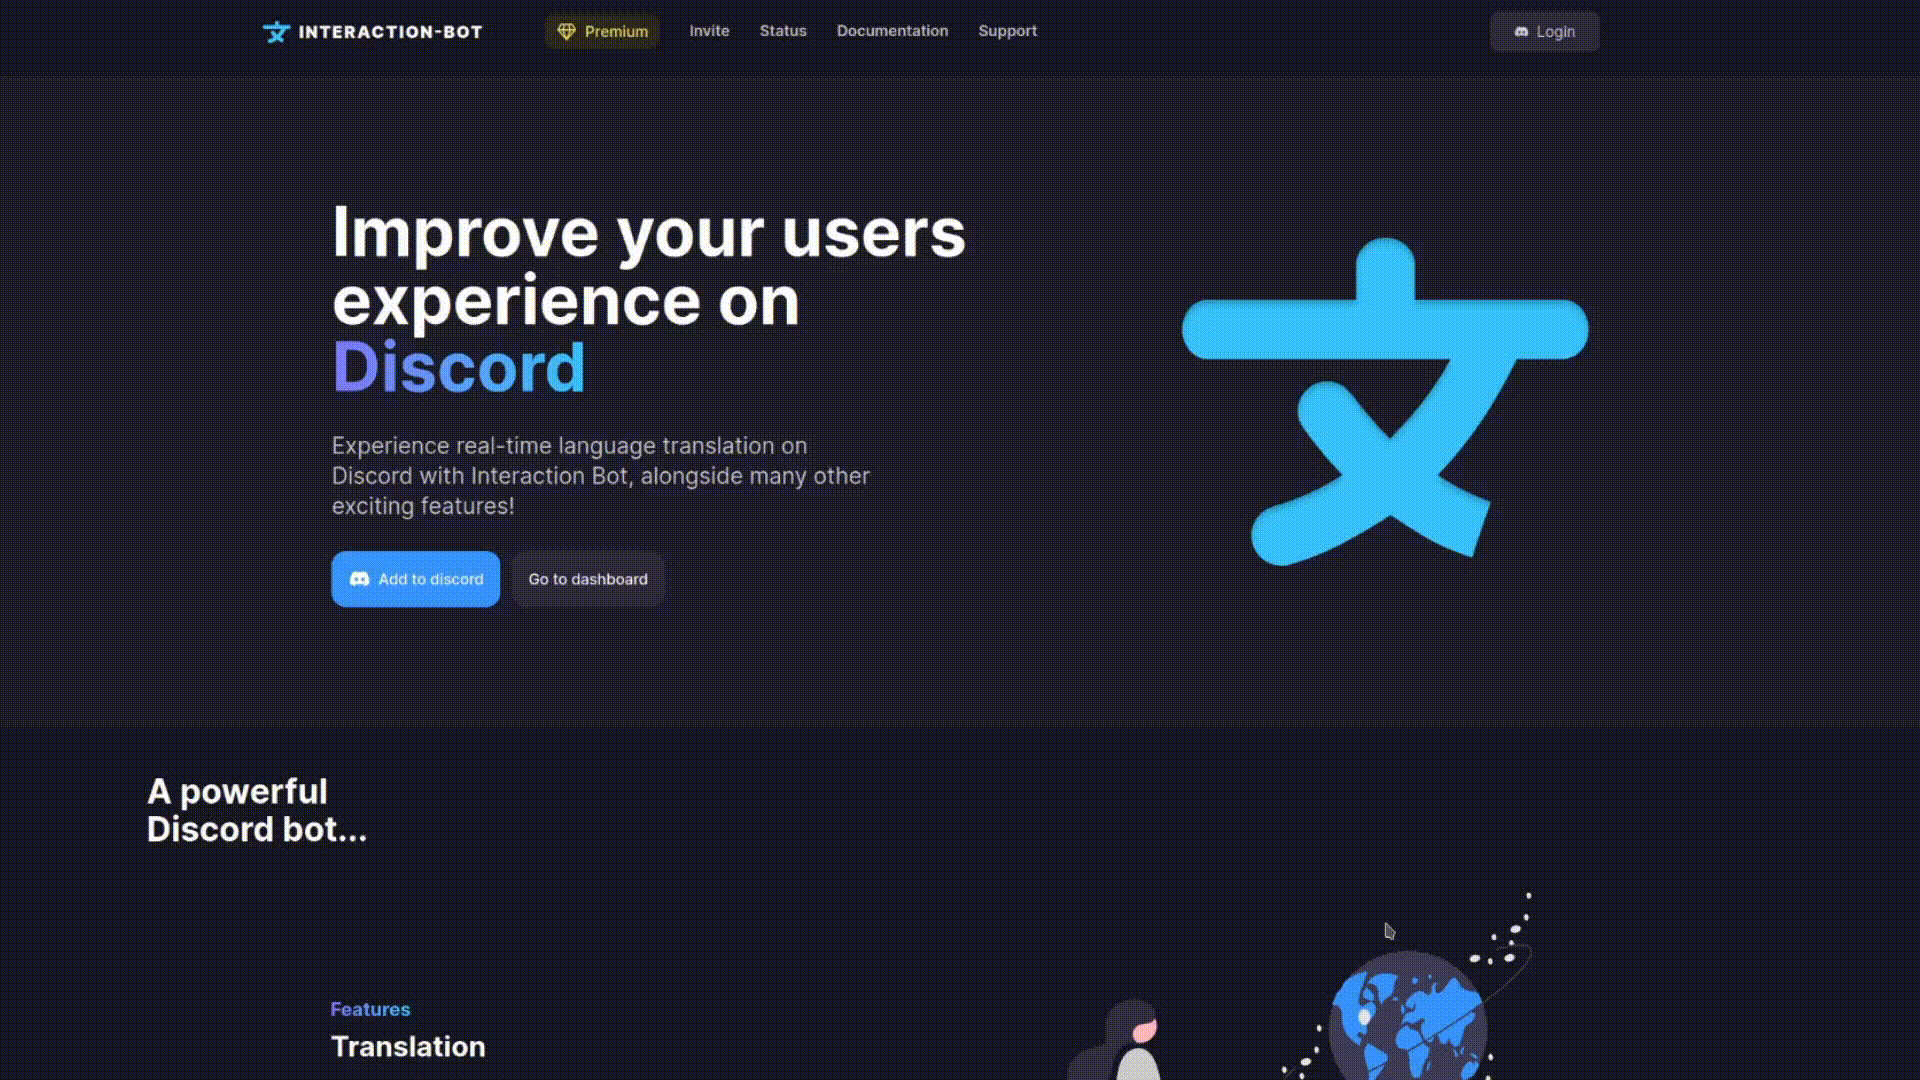 INTERACTION-BOT
Premium
Invite
Status
Documentation
Support
Login
Improve your users
experience on
Discord
文
Experience real-time language translation on
Discord with Interaction Bot, alongside many other
exciting features!
Add to discord
Go to dashboard
A powerful
Discord bot...
Features
Translation